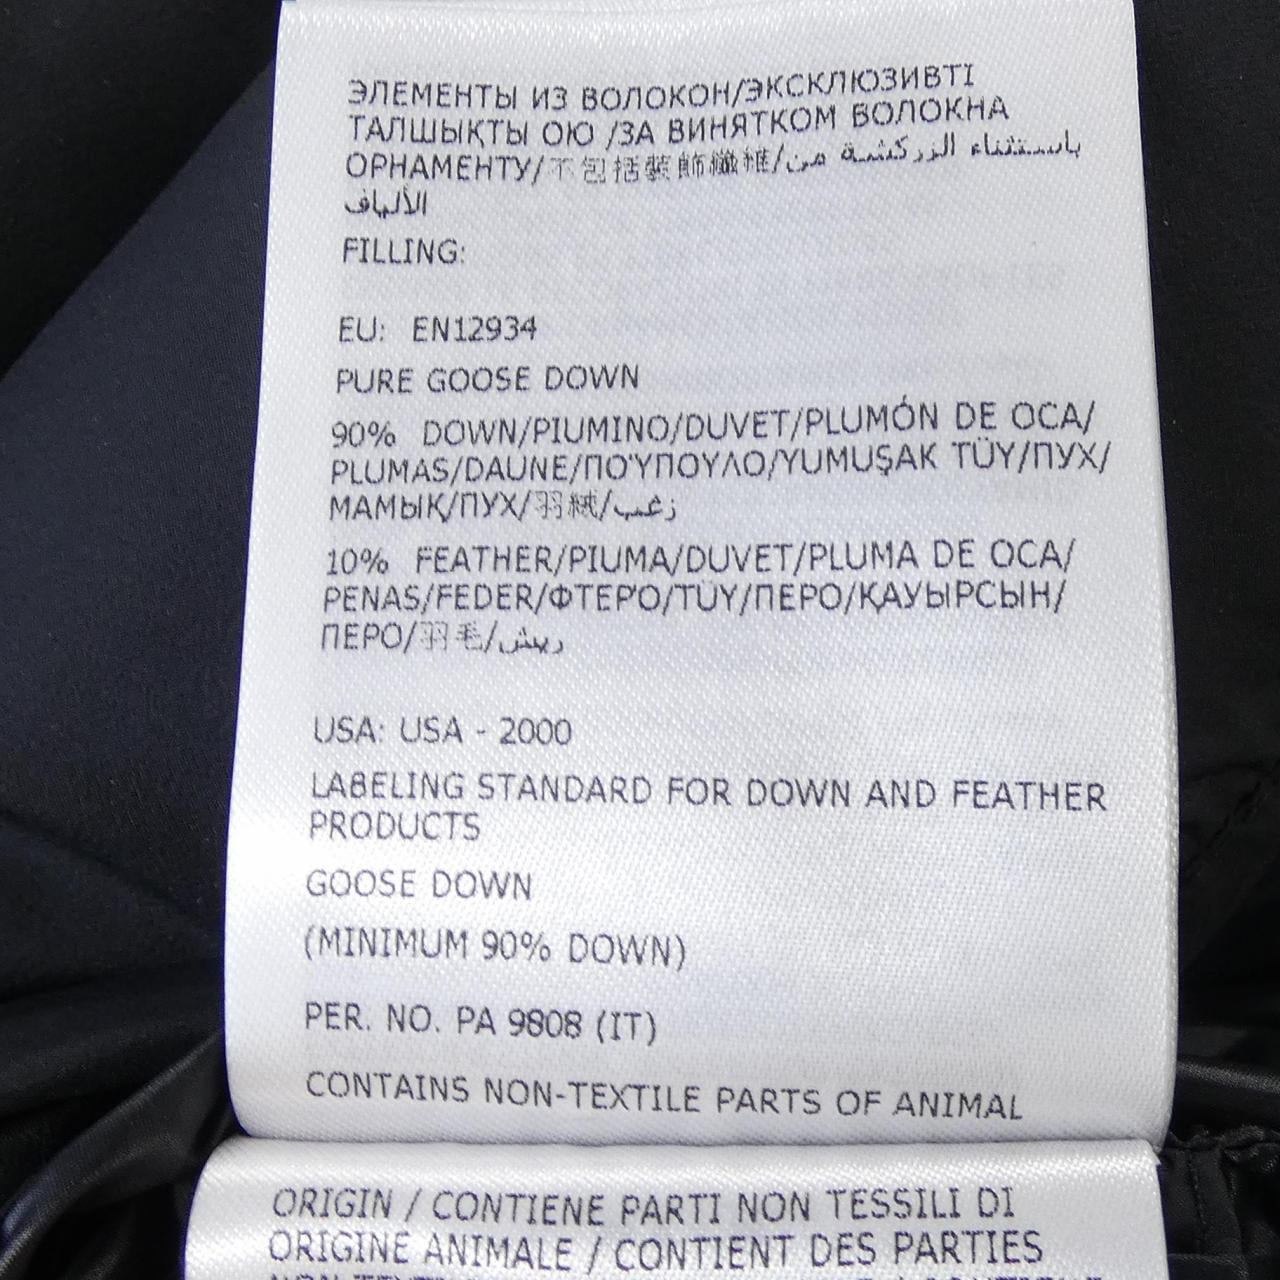 ЭЛЕМЕНТЫ ИЗ ВОЛОКОН/ЭКСКЛЮЗИВТІ
ТАЛШЫҚТЫ ОЮ /ЗА ВИНЯТКОМ ВОЛОКНА
ОРНАМЕНТУ/不包括裝飾纖維/باستثناء الزركشة من
الألياف
FILLING:
EU: EN12934
PURE GOOSE DOWN
90% DOWN/PIUMINO/DUVET/PLUMÓN DE OCA/
PLUMAS/DAUNE/ΠΟΎΠΟΥΛΟ/YUMUŞAK TÜY/ПУХ/
МАМЫҚ/ПУХ/羽絨/زغب
10% FEATHER/PIUMA/DUVET/PLUMA DE OCA/
PENAS/FEDER/ΦΤΕΡΌ/TÜY/ПЕРО/ҚАУЫРСЫН/
ПЕРО/羽毛/ريش
USA: USA - 2000
LABELING STANDARD FOR DOWN AND FEATHER
PRODUCTS
GOOSE DOWN
(MINIMUM 90% DOWN)
PER. NO. PA 9808 (IT)
CONTAINS NON-TEXTILE PARTS OF ANIMAL
ORIGIN / CONTIENE PARTI NON TESSILI DI
ORIGINE ANIMALE / CONTIENT DES PARTIES